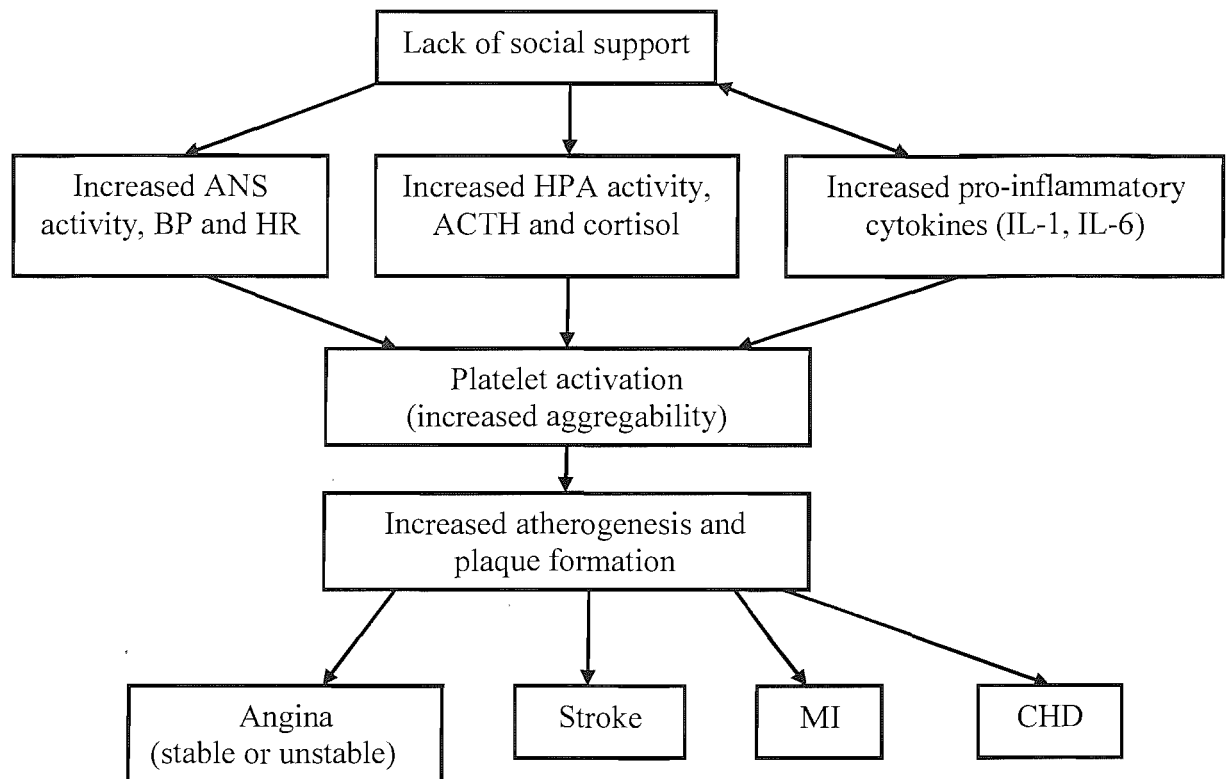 Lack of social support
Increased ANS
activity, BP and HR
Increased HPA activity,
ACTH and cortisol
Increased pro-inflammatory
cytokines (IL-1, IL-6)
Platelet activation
(increased aggregability)
Increased atherogenesis and
plaque formation
Angina
(stable or unstable)
Stroke
MI
CHD